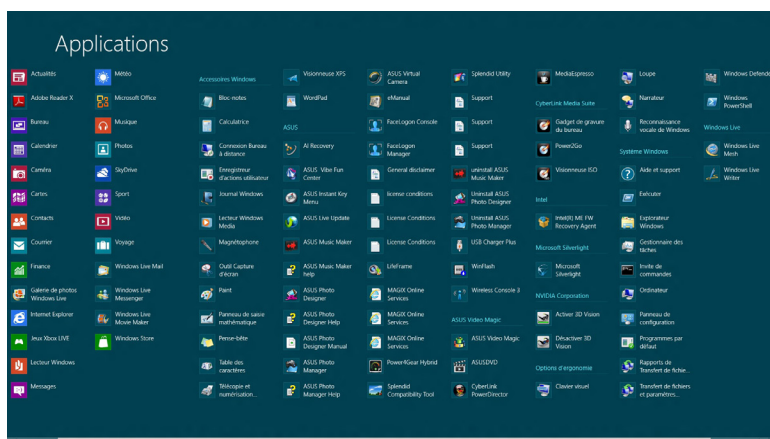 Applications
Actualités
Adobe Reader X
Bureau
Calendrier
Caméra
Cartes
Contacts
Courrier
Finance
Galerie de photos
Windows Live
Internet Explorer
Jeux Xbox LIVE
Lecteur Windows
Messages
Météo
Microsoft Office
Musique
Photos
SkyDrive
Sport
Vidéo
Voyage
Windows Live Mail
Windows Live
Messenger
Windows Live
Movie Maker
Windows Store
Accessoires Windows
Bloc-notes
Calculatrice
Connexion Bureau
à distance
Enregistreur
d'actions utilisateur
Journal Windows
Lecteur Windows
Media
Magnétophone
Outil Capture
d'écran
Paint
Panneau de saisie
mathématique
Pense-bête
Table des
caractères
Télécopie et
numérisation...
Visionneuse XPS
WordPad
ASUS
AI Recovery
ASUS Vibe Fun
Center
ASUS Instant Key
Menu
ASUS Live Update
ASUS Music Maker
ASUS Music Maker
help
ASUS Photo
Designer
ASUS Photo
Designer Help
ASUS Photo
Designer Manual
ASUS Photo
Manager
ASUS Photo
Manager Help
ASUS Virtual
Camera
eManual
FaceLogon Console
FaceLogon
Manager
General disclaimer
license conditions
License Conditions
License Conditions
LifeFrame
MAGIX Online
Services
MAGIX Online
Services
MAGIX Online
Services
Power4Gear Hybrid
Splendid
Compatibility Tool
Splendid Utility
Support
Support
Support
uninstall ASUS
Music Maker
Uninstall ASUS
Photo Designer
Uninstall ASUS
Photo Manager
USB Charger Plus
WinFlash
Wireless Console 3
ASUS Video Magic
ASUS Video Magic
ASUSDVD
CyberLink
PowerDirector
MediaEspresso
CyberLink Media Suite
Gadget de gravure
du bureau
Power2Go
Visionneuse ISO
Intel
Intel(R) ME FW
Recovery Agent
Microsoft Silverlight
Microsoft
Silverlight
NVIDIA Corporation
Activer 3D Vision
Désactiver 3D
Vision
Options d'ergonomie
Clavier visuel
Loupe
Narrateur
Reconnaissance
vocale de Windows
Système Windows
Aide et support
Exécuter
Explorateur
Windows
Gestionnaire des
tâches
Invite de
commandes
Ordinateur
Panneau de
configuration
Programmes par
défaut
Rapports de
Transfert de fichie...
Transfert de fichiers
et paramètres...
Windows Defende
Windows
PowerShell
Windows Live
Windows Live
Mesh
Windows Live
Writer